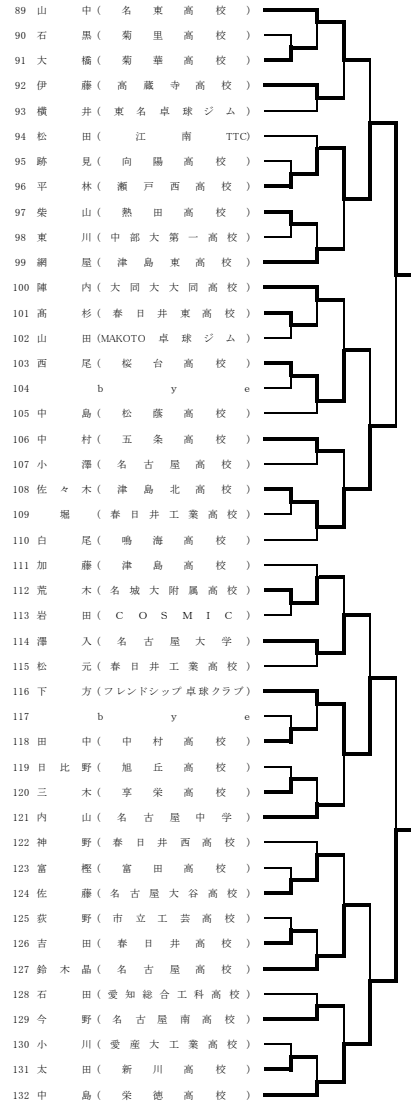 89 山 中 ( 名 東 高 校 )
90 石 黒 ( 菊 里 高 校 )
91 大 橋 ( 菊 華 高 校 )
92 伊 藤 ( 高 蔵 寺 高 校 )
93 横 井 ( 東 名 卓 球 ジ ム )
94 松 田 ( 江 南 TTC)
95 跡 見 ( 向 陽 高 校 )
96 平 林 ( 瀬 戸 西 高 校 )
97 柴 山 ( 熱 田 高 校 )
98 東 川 ( 中 部 大 第 一 高 校 )
99 網 屋 ( 津 島 東 高 校 )
100 陣 内 ( 大 同 大 大 同 高 校 )
101 髙 杉 ( 春 日 井 東 高 校 )
102 山 田 (MAKOTO 卓 球 ジ ム )
103 西 尾 ( 桜 台 高 校 )
104 b y e
105 中 島 ( 松 蔭 高 校 )
106 中 村 ( 五 条 高 校 )
107 小 澤 ( 名 古 屋 高 校 )
108 佐 々 木 ( 津 島 北 高 校 )
109 堀 ( 春 日 井 工 業 高 校 )
110 白 尾 ( 鳴 海 高 校 )
111 加 藤 ( 津 島 高 校 )
112 荒 木 ( 名 城 大 附 属 高 校 )
113 岩 田 ( C O S M I C )
114 澤 入 ( 名 古 屋 大 学 )
115 松 元 ( 春 日 井 工 業 高 校 )
116 下 方 ( フレンドシップ 卓球クラブ )
117 b y e
118 田 中 ( 中 村 高 校 )
119 日 比 野 ( 旭 丘 高 校 )
120 三 木 ( 享 栄 高 校 )
121 内 山 ( 名 古 屋 中 学 )
122 神 野 ( 春 日 井 西 高 校 )
123 富 樫 ( 富 田 高 校 )
124 佐 藤 ( 名 古 屋 大 谷 高 校 )
125 荻 野 ( 市 立 工 芸 高 校 )
126 吉 田 ( 春 日 井 高 校 )
127 鈴 木 晶 ( 名 古 屋 高 校 )
128 石 田 ( 愛 知 総 合 工 科 高 校 )
129 今 野 ( 名 古 屋 南 高 校 )
130 小 川 ( 愛 産 大 工 業 高 校 )
131 太 田 ( 新 川 高 校 )
132 中 島 ( 栄 徳 高 校 )